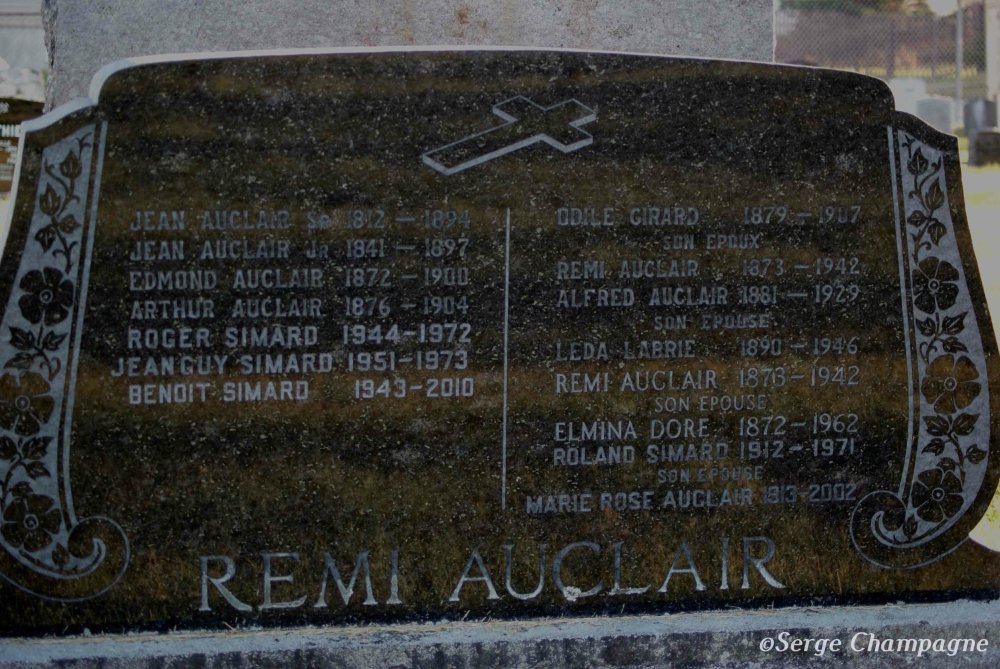 JEAN AUCLAIR SR 1812 – 1894
JEAN AUCLAIR JR 1841 – 1897
EDMOND AUCLAIR 1872 – 1900
ARTHUR AUCLAIR 1876 – 1904
ROGER SIMARD 1944-1972
JEANGUY SIMARD 1951-1973
BENOIT SIMARD 1943-2010
ODILE GIRARD 1879 – 1907
SON EPOUX
REMI AUCLAIR 1873 – 1942
ALFRED AUCLAIR 1881 – 1929
SON EPOUSE
LEDA LABRIE 1890 – 1946
REMI AUCLAIR 1873 – 1942
SON EPOUSE
ELMINA DORE 1872 – 1962
ROLAND SIMARD 1912-1971
SON EPOUSE
MARIE ROSE AUCLAIR 1913-2002
REMI AUCLAIR
©Serge Champagne